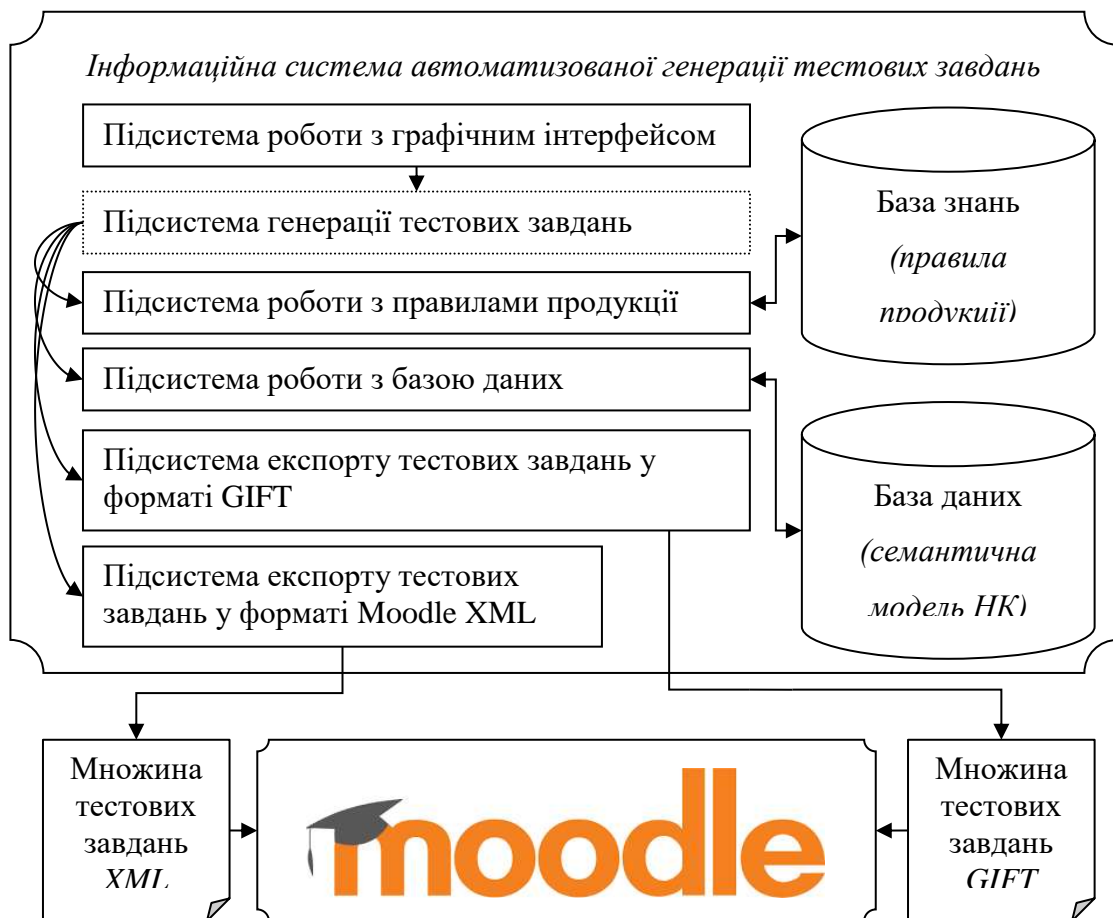 Інформаційна система автоматизованої генерації тестових завдань
Підсистема роботи з графічним інтерфейсом
Підсистема генерації тестових завдань
Підсистема роботи з правилами продукції
Підсистема роботи з базою даних
Підсистема експорту тестових завдань у
форматі GIFT
Підсистема експорту тестових
завдань у форматі Moodle XML
База знань
(правила
продукції)
База даних
(семантична
модель НК)
Множина
тестових
завдань
XML
moodle
Множина
тестових
завдань
GIFT